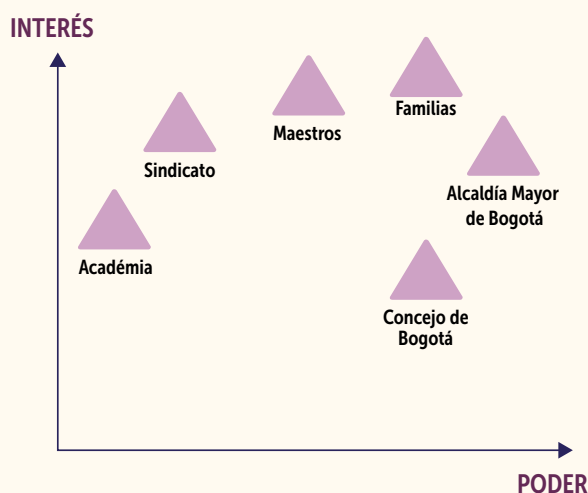 INTERÉS
Familias
Maestros
Sindicato
Alcaldía Mayor
de Bogotá
Académia
Concejo de
Bogotá
PODER